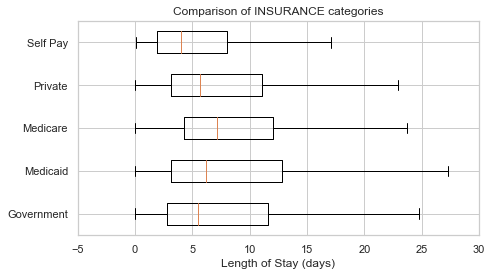 Comparison of INSURANCE categories
Self Pay
Private
Medicare
Medicaid
Government
-5 0 5 10 15 20 25 30
Length of Stay (days)